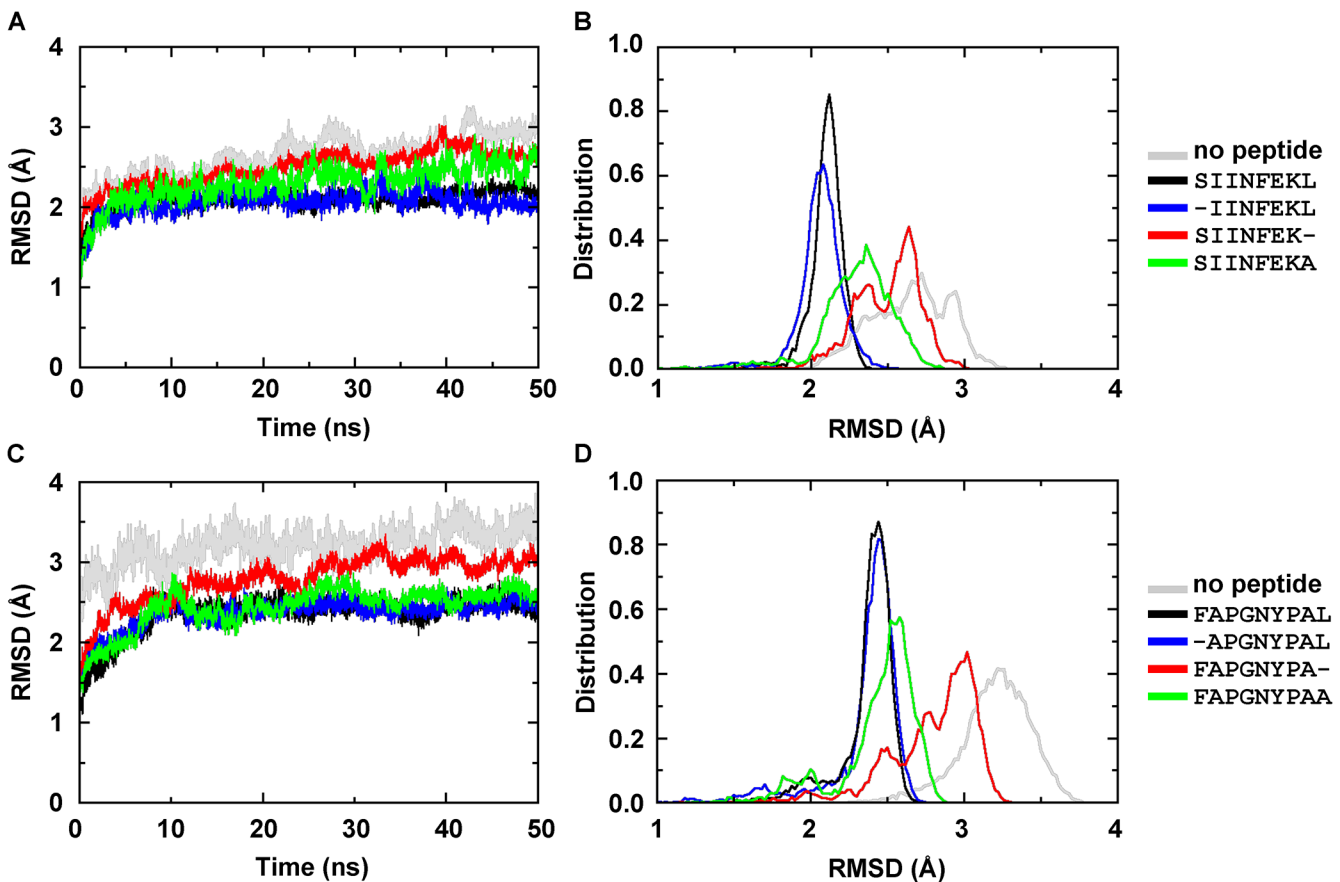 A
RMSD (Å)
4
3
2
1
0
0 10 20 30 40 50
Time (ns)
B
Distribution
1.0
0.8
0.6
0.4
0.2
0.0
1 2 3 4
RMSD (Å)
no peptide
SIINFEKL
-IINFEKL
SIINFEK-
SIINFEKA
C
RMSD (Å)
4
3
2
1
0
0 10 20 30 40 50
Time (ns)
D
Distribution
1.0
0.8
0.6
0.4
0.2
0.0
1 2 3 4
RMSD (Å)
no peptide
FAPGNYPAL
-APGNYPAL
FAPGNYPA-
FAPGNYPAA